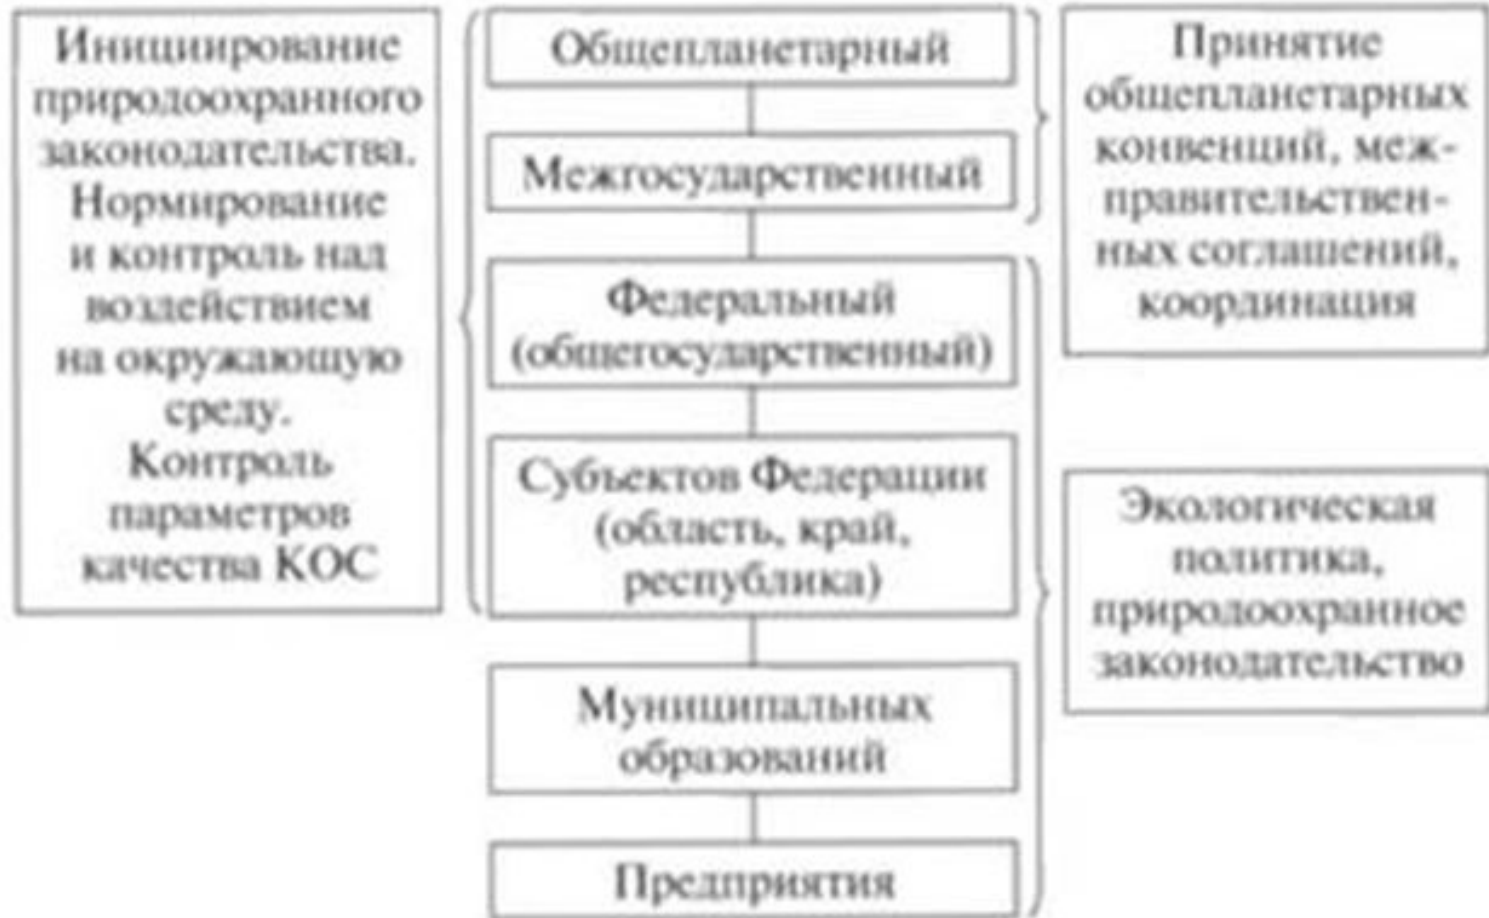 Инициирование
природоохранного
законодательства.
Нормирование
и контроль над
воздействием
на окружающую
среду.
Контроль
параметров
качества КОС
Общепланетарный
Межгосударственный
Федеральный
(общегосударственный)
Субъектов Федерации
(область, край,
республика)
Муниципальных
образований
Предприятия
Принятие
общепланетарных
конвенций, меж-
правительствен-
ных соглашений,
координация
Экологическая
политика,
природоохранное
законодательство